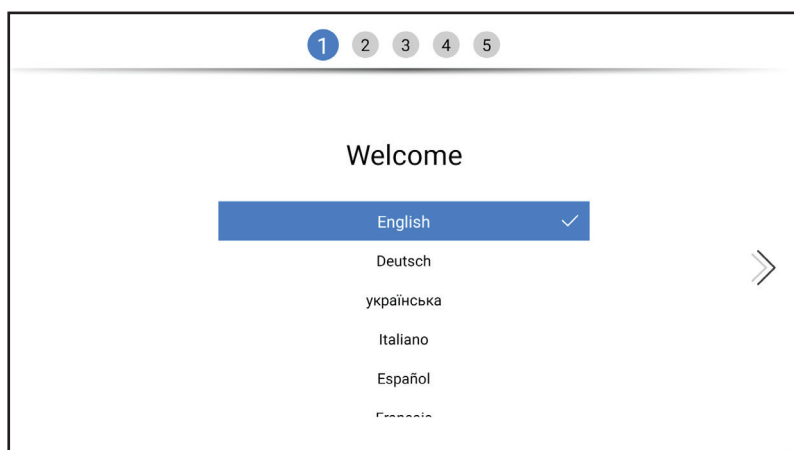 1 2 3 4 5
Welcome
English
Deutsch
українська
Italiano
Español